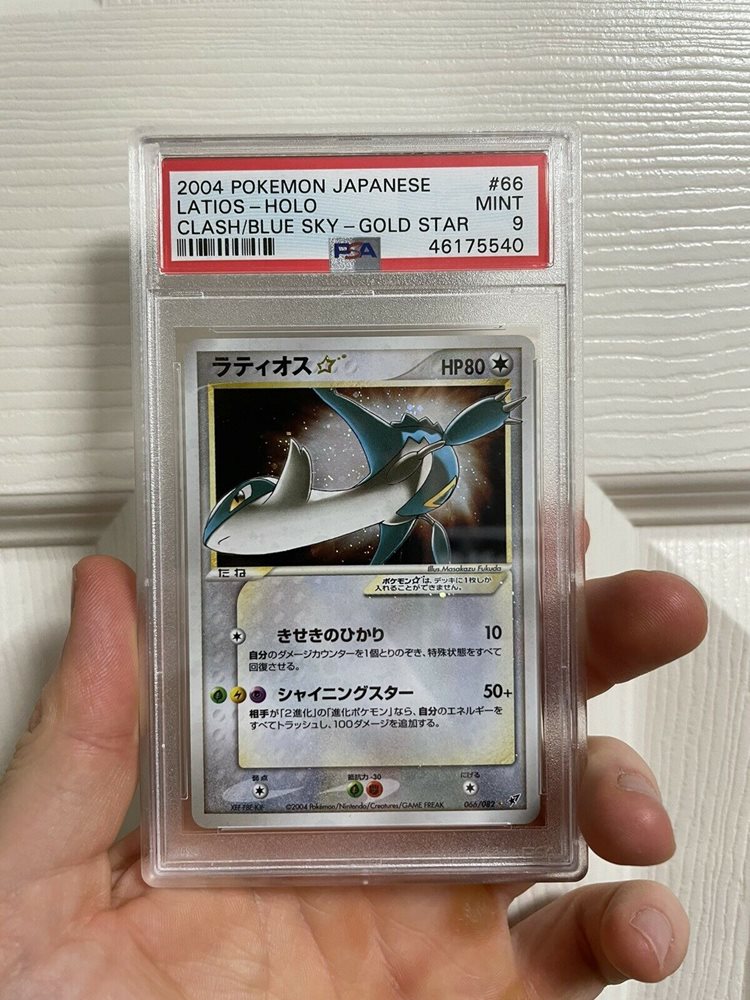 2004 POKEMON JAPANESE #66
LATIOS - HOLO MINT
CLASH/BLUE SKY - GOLD STAR 9
PSA 46175540
ラティオス☆ HP80
たね
Illus. Masakazu Fukuda
ポケモン☆は、デッキに1枚しか
入れることができません。
きせきのひかり 10
自分のダメージカウンターを1個とりのぞき、特殊状態をすべて
回復させる。
シャイニングスター 50+
相手が「2進化」の「進化ポケモン」なら、自分のエネルギーを
すべてトラッシュし、100ダメージを追加する。
弱点 抵抗力 -30 にげる
©2004 Pokémon/Nintendo/Creatures/GAME FREAK
066/082